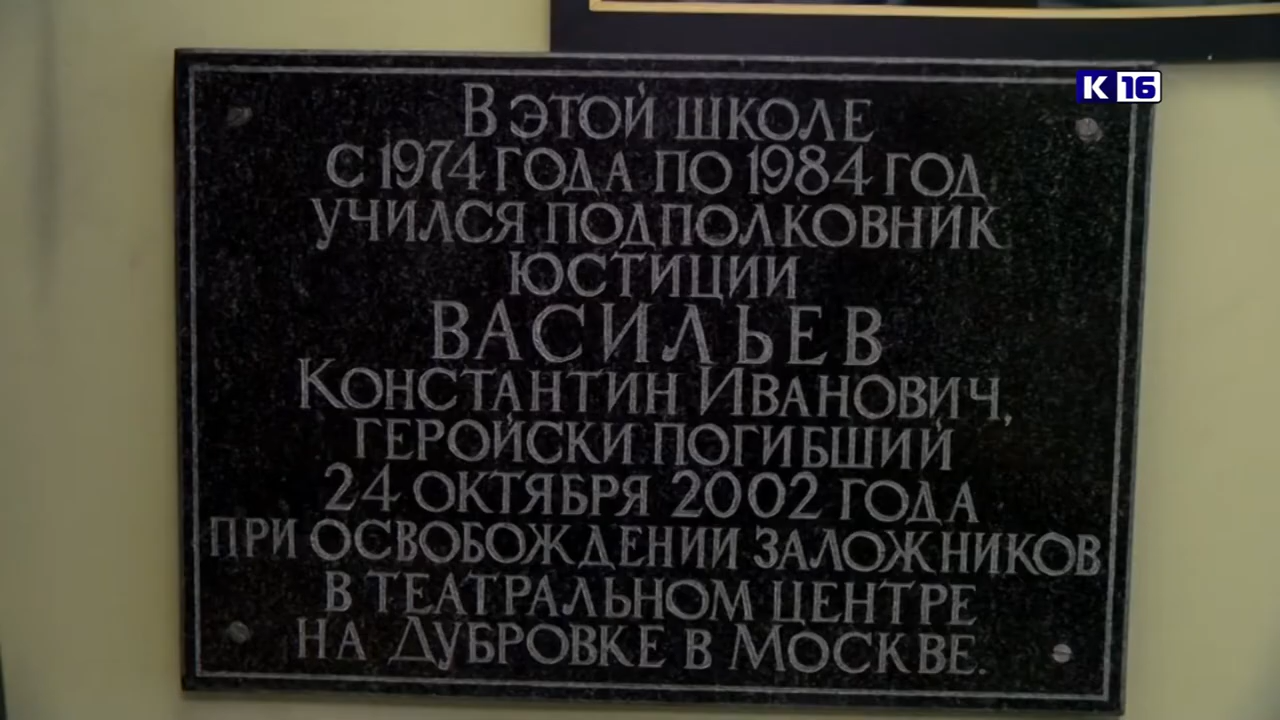 К 16
В ЭТОЙ ШКОЛЕ
С 1974 ГОДА ПО 1984 ГОД
УЧИЛСЯ ПОДПОЛКОВНИК
ЮСТИЦИИ
ВАСИЛЬЕВ
КОНСТАНТИН ИВАНОВИЧ,
ГЕРОЙСКИ ПОГИБШИЙ
24 ОКТЯБРЯ 2002 ГОДА
ПРИ ОСВОБОЖДЕНИИ ЗАЛОЖНИКОВ
В ТЕАТРАЛЬНОМ ЦЕНТРЕ
НА ДУБРОВКЕ В МОСКВЕ.